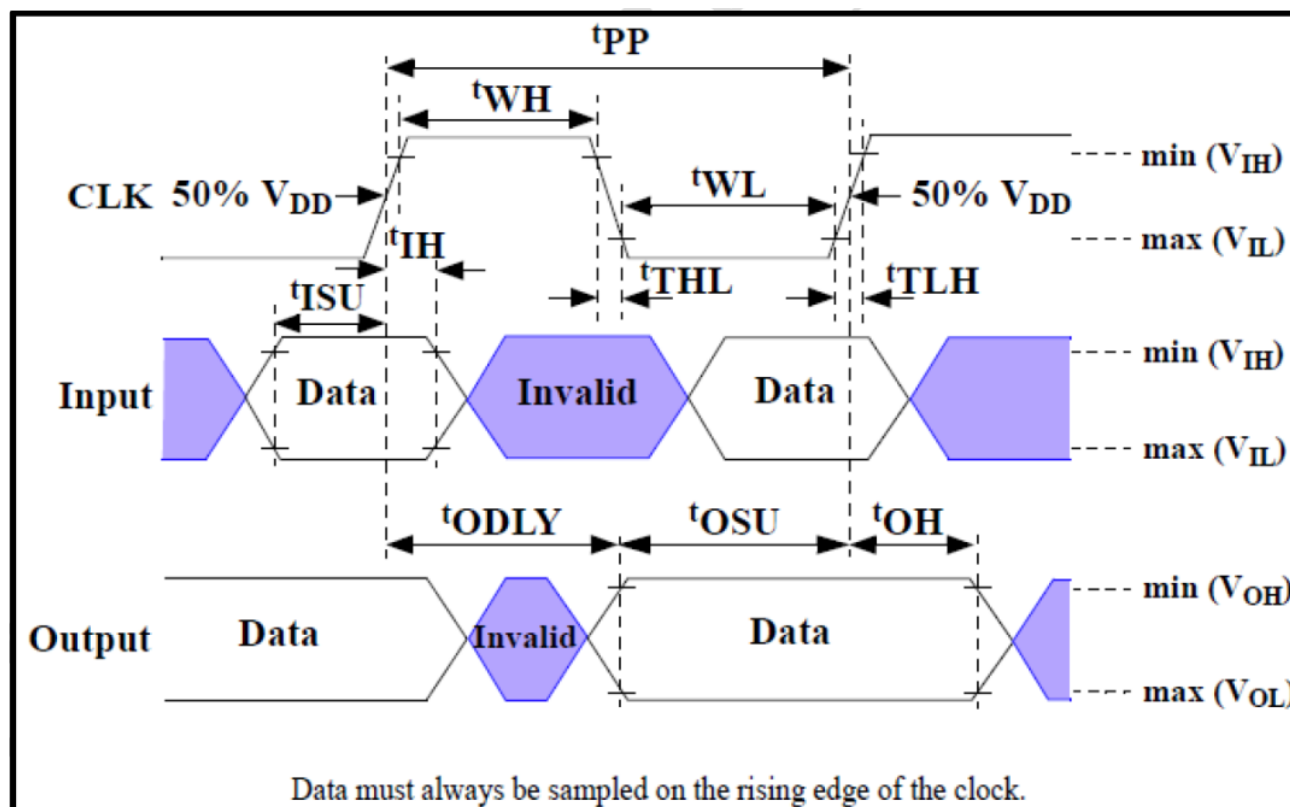 tPP
tWH
min (VIH)
CLK 50% VDD
tWL
50% VDD
tIH
max (VIL)
tISU
tTHL
tTLH
min (VIH)
Input
Data
Invalid
Data
max (VIL)
tODLY
tOSU
tOH
min (VOH)
Output
Data
Invalid
Data
max (VOL)
Data must always be sampled on the rising edge of the clock.